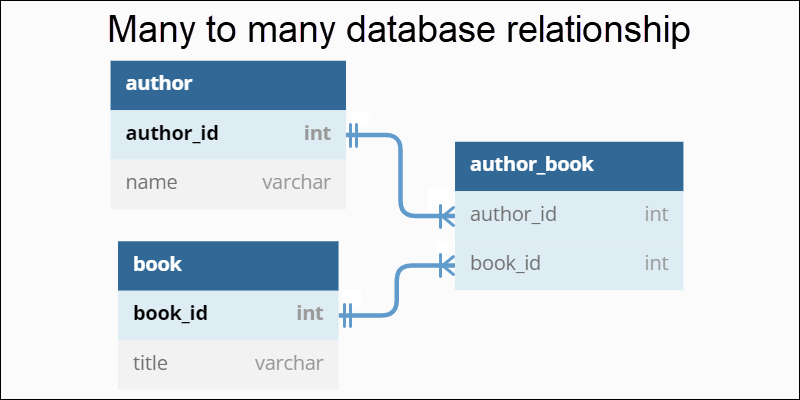 Many to many database relationship
author
author_id int
name varchar
book
book_id int
title varchar
author_book
author_id int
book_id int